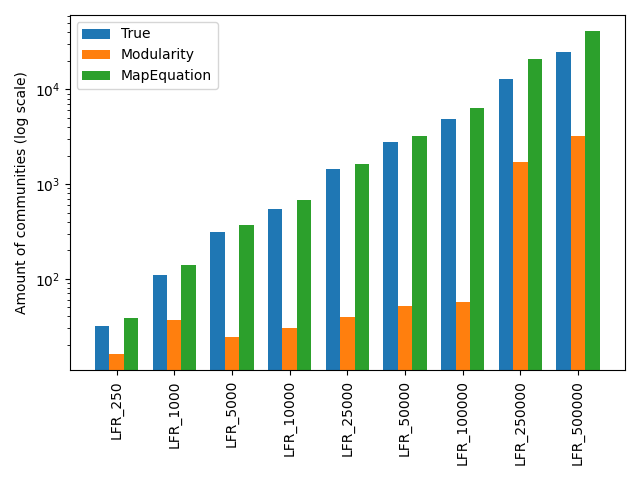 True
Modularity
MapEquation
Amount of communities (log scale)
10^4
10^3
10^2
LFR_250
LFR_1000
LFR_5000
LFR_10000
LFR_25000
LFR_50000
LFR_100000
LFR_250000
LFR_500000